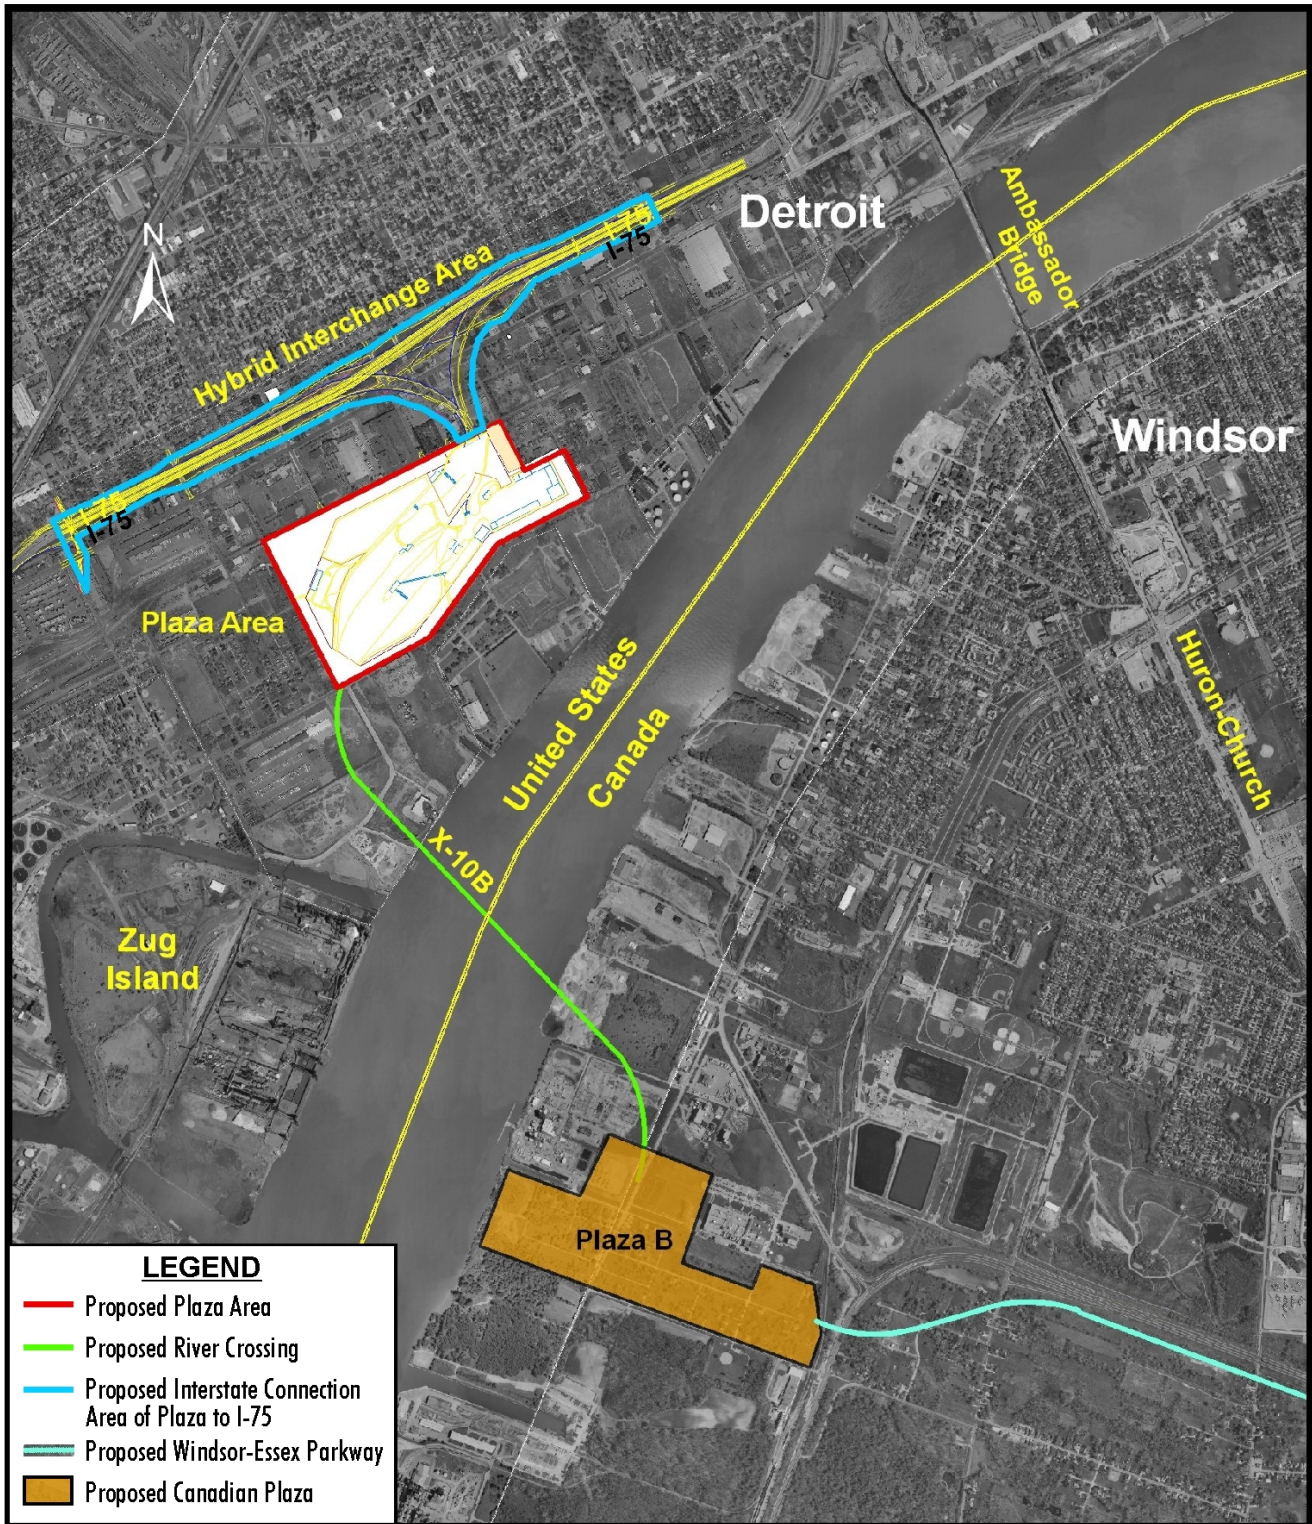 N
Detroit
Ambassador
Bridge
I-75
I-75
Hybrid Interchange Area
Windsor
I-75
I-75
Plaza Area
United States
Canada
Huron-Church
X-10B
Zug
Island
Plaza B
LEGEND
Proposed Plaza Area
Proposed River Crossing
Proposed Interstate Connection
Area of Plaza to I-75
Proposed Windsor-Essex Parkway
Proposed Canadian Plaza